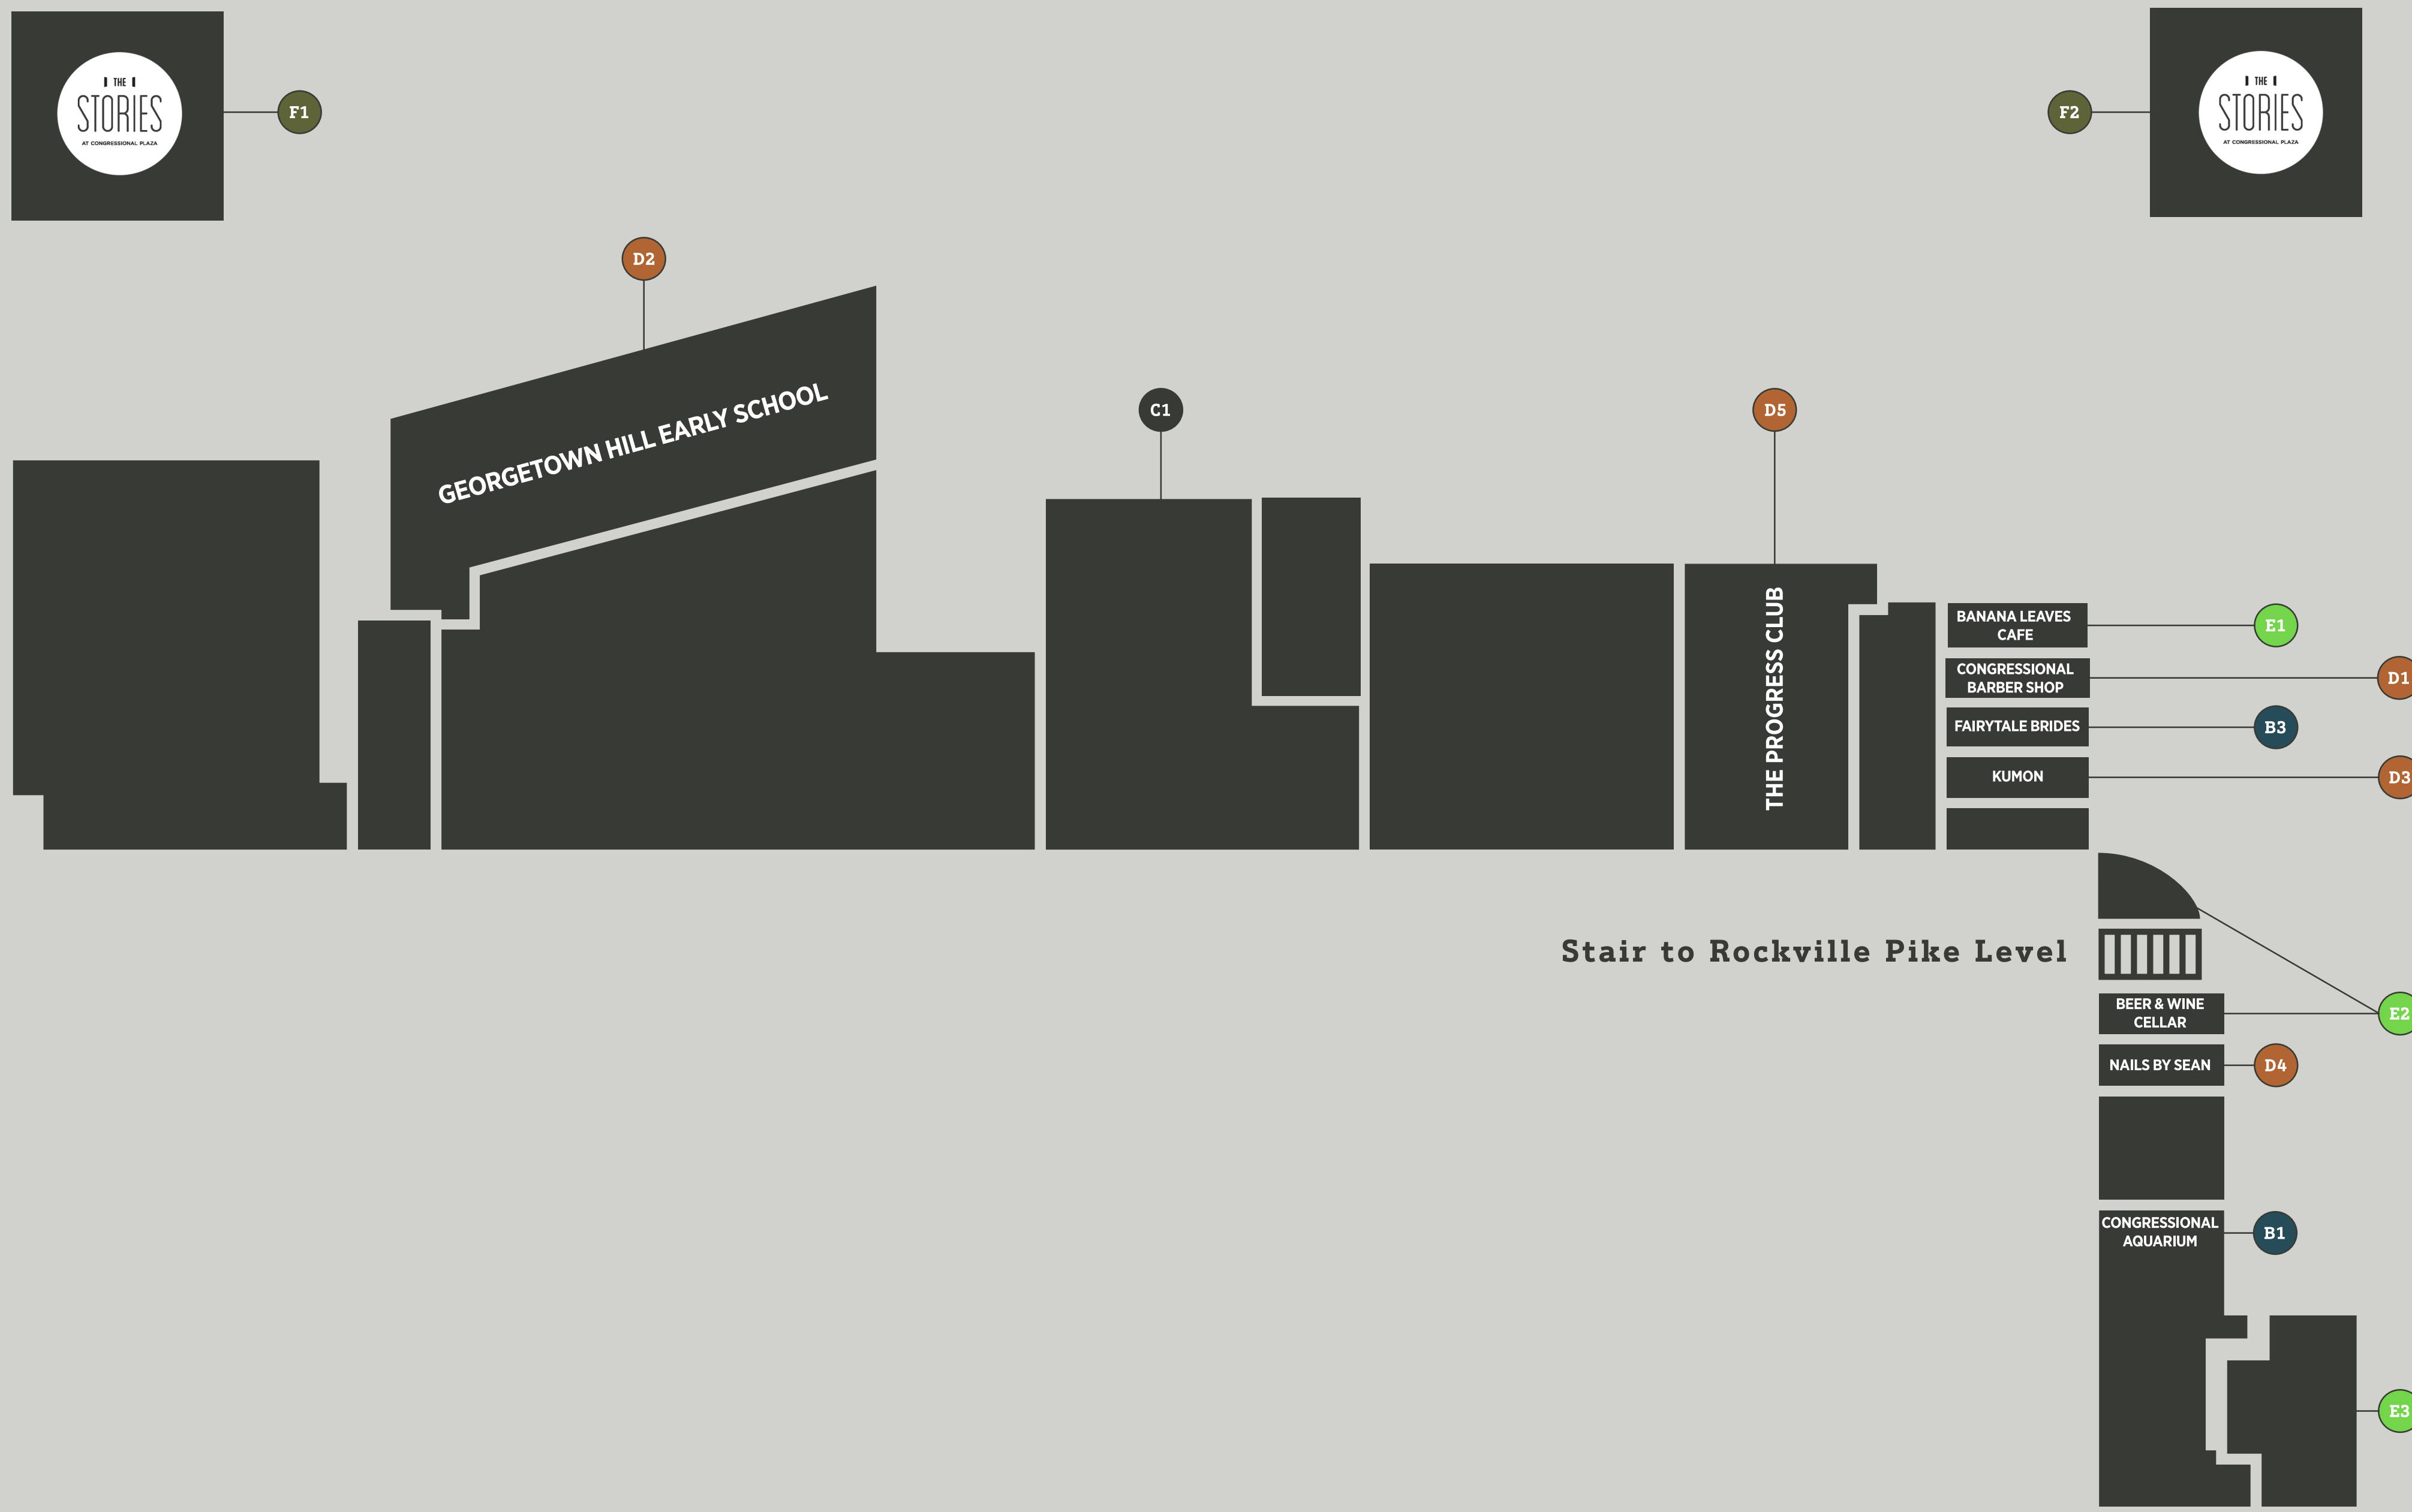 THE
STORIES
AT CONGRESSIONAL PLAZA
F1
F2
THE
STORIES
AT CONGRESSIONAL PLAZA
D2
GEORGETOWN HILL EARLY SCHOOL
C1
D5
THE PROGRESS CLUB
BANANA LEAVES
CAFE
E1
CONGRESSIONAL
BARBER SHOP
D1
FAIRYTALE BRIDES
B3
KUMON
D3
Stair to Rockville Pike Level
BEER & WINE
CELLAR
E2
NAILS BY SEAN
D4
CONGRESSIONAL
AQUARIUM
B1
E3